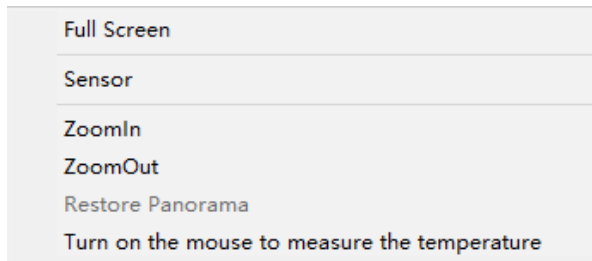 Full Screen
Sensor
ZoomIn
ZoomOut
Restore Panorama
Turn on the mouse to measure the temperature